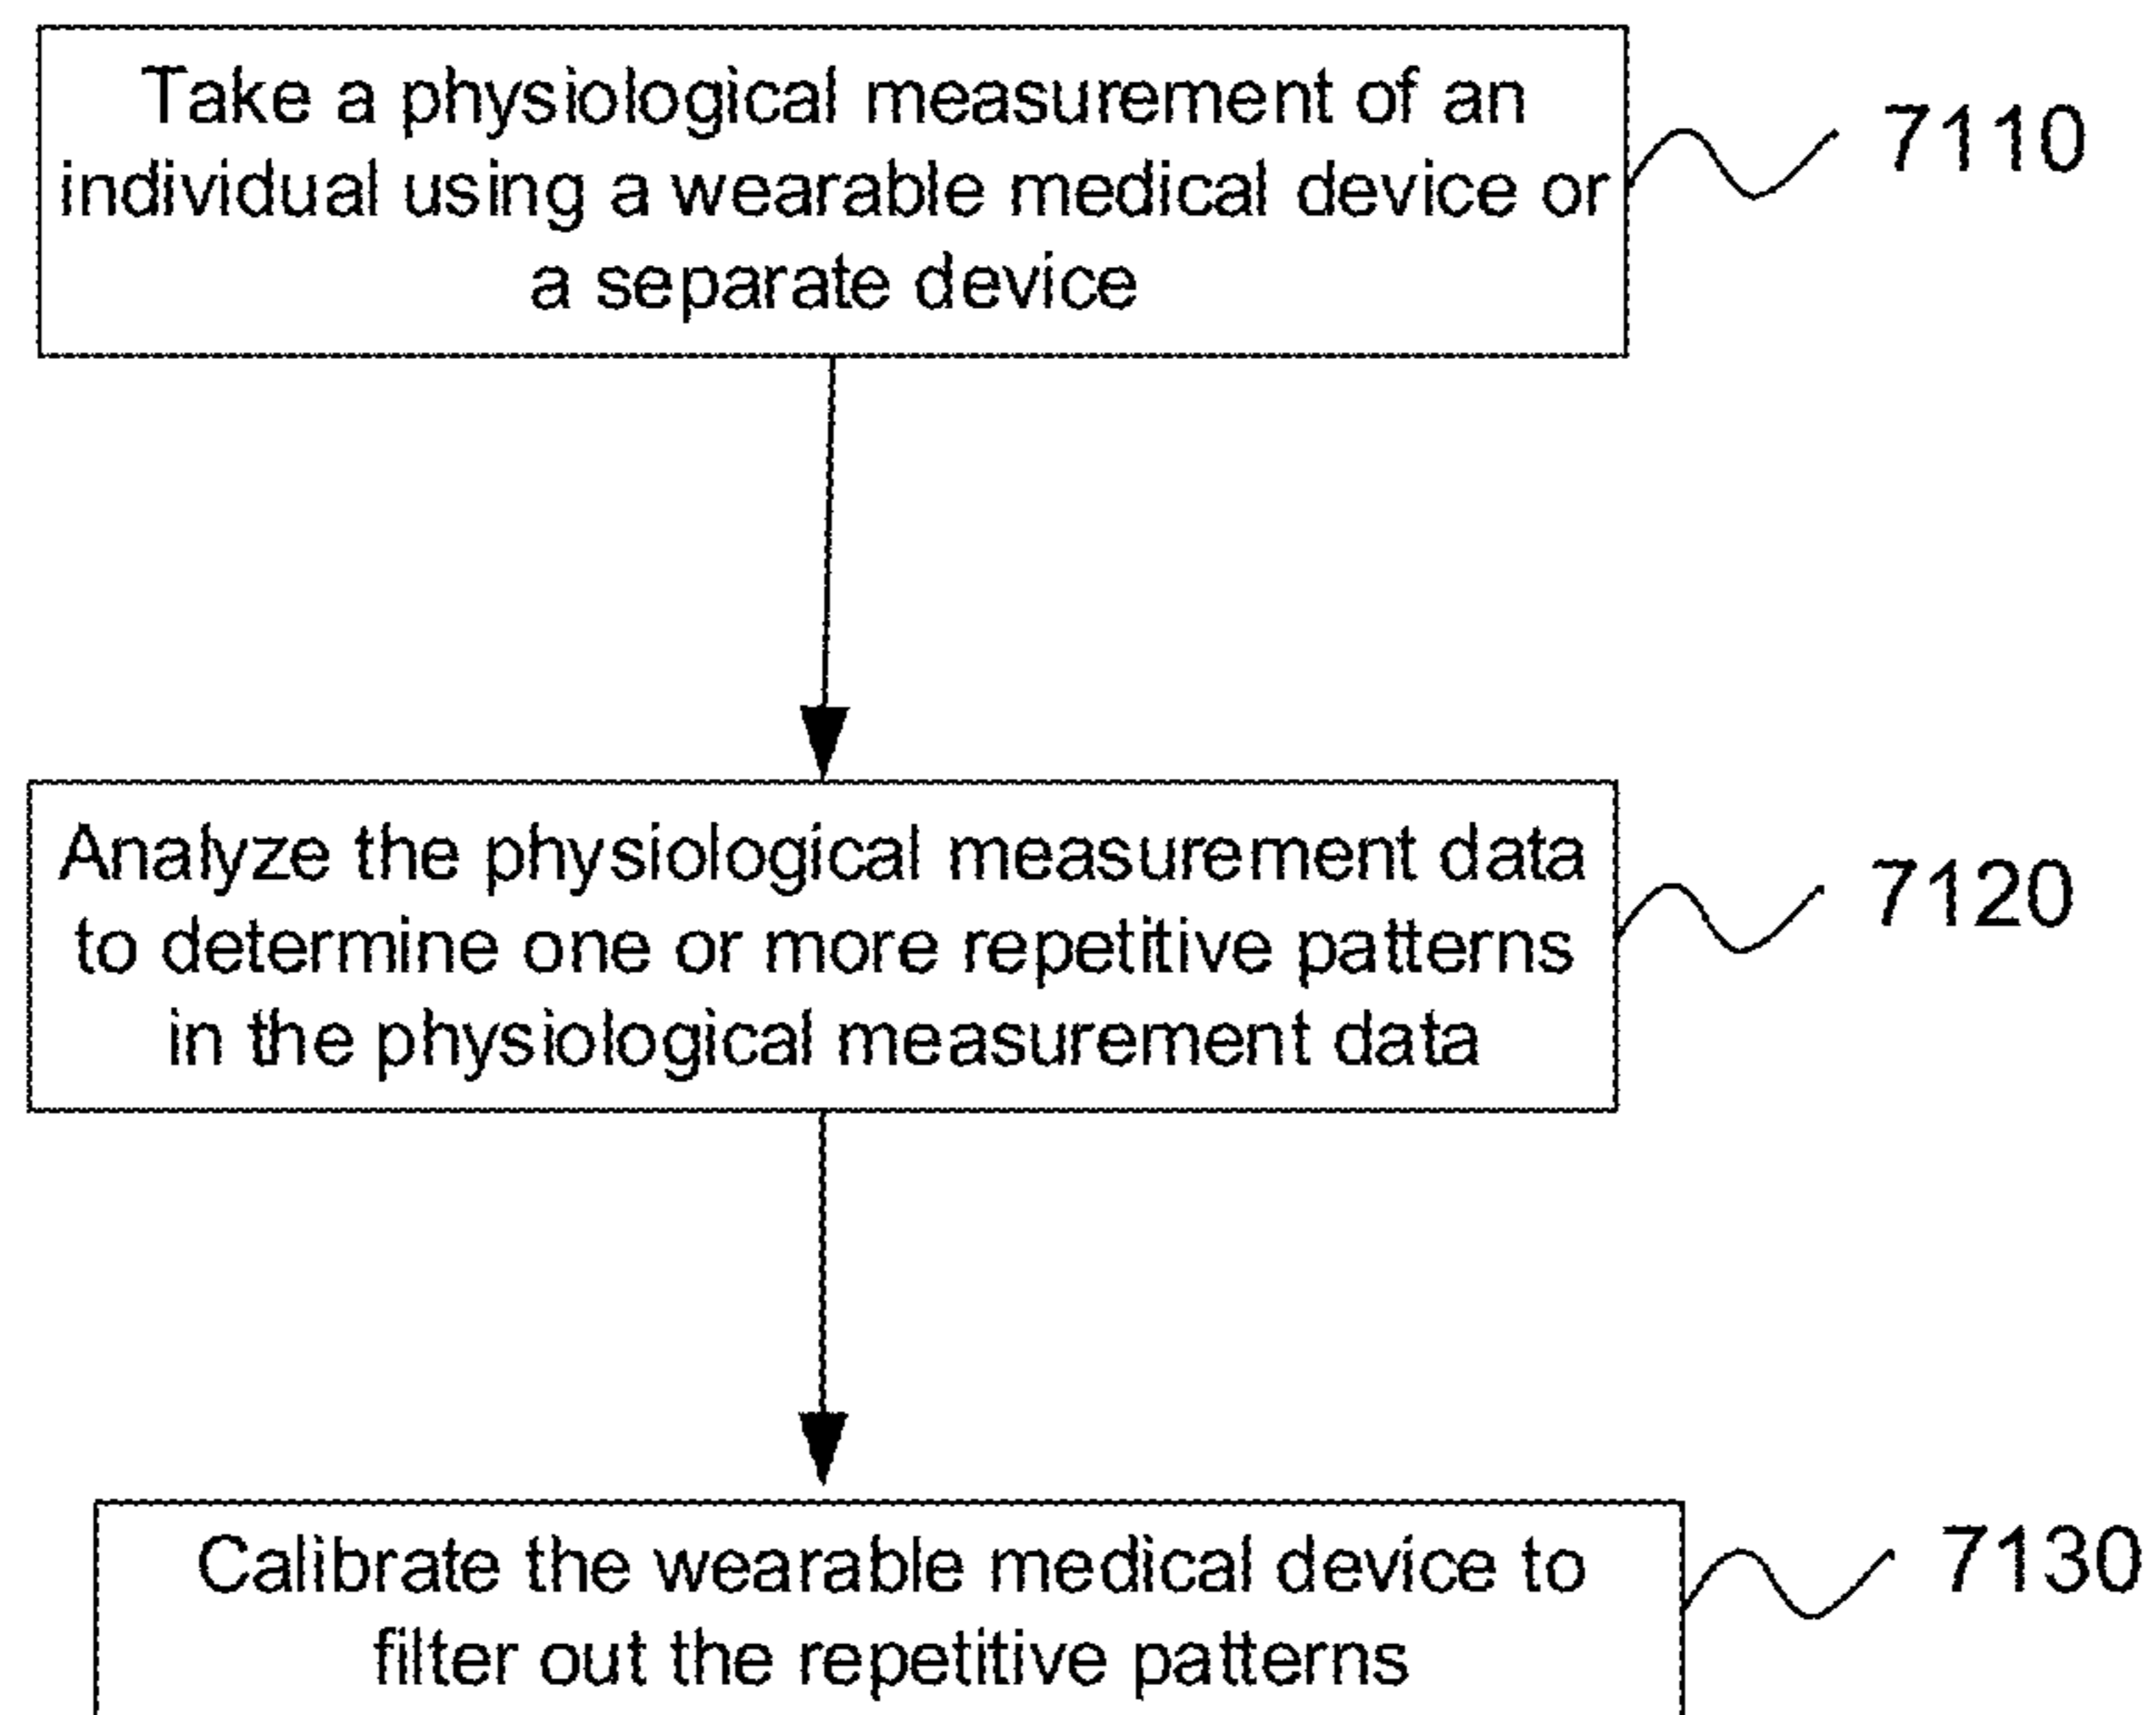 Take a physiological measurement of an
individual using a wearable medical device or
a separate device
7110
Analyze the physiological measurement data
to determine one or more repetitive patterns
in the physiological measurement data
7120
Calibrate the wearable medical device to
filter out the repetitive patterns
7130